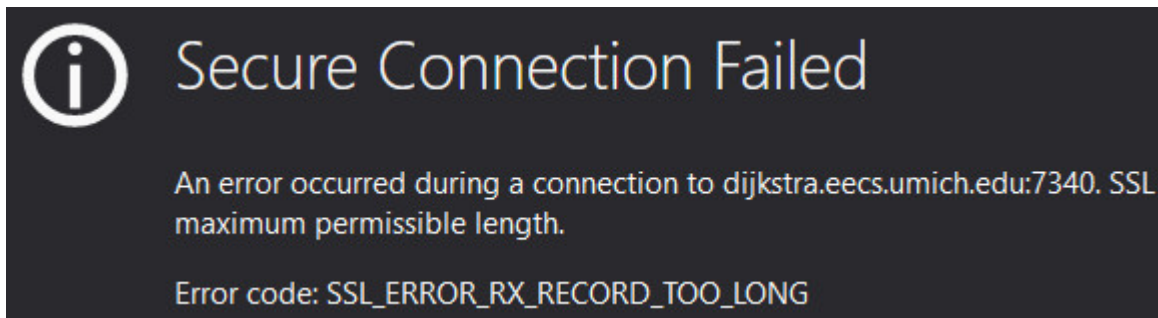 Secure Connection Failed
An error occurred during a connection to dijkstra.eecs.umich.edu:7340. SSL
maximum permissible length.
Error code: SSL_ERROR_RX_RECORD_TOO_LONG